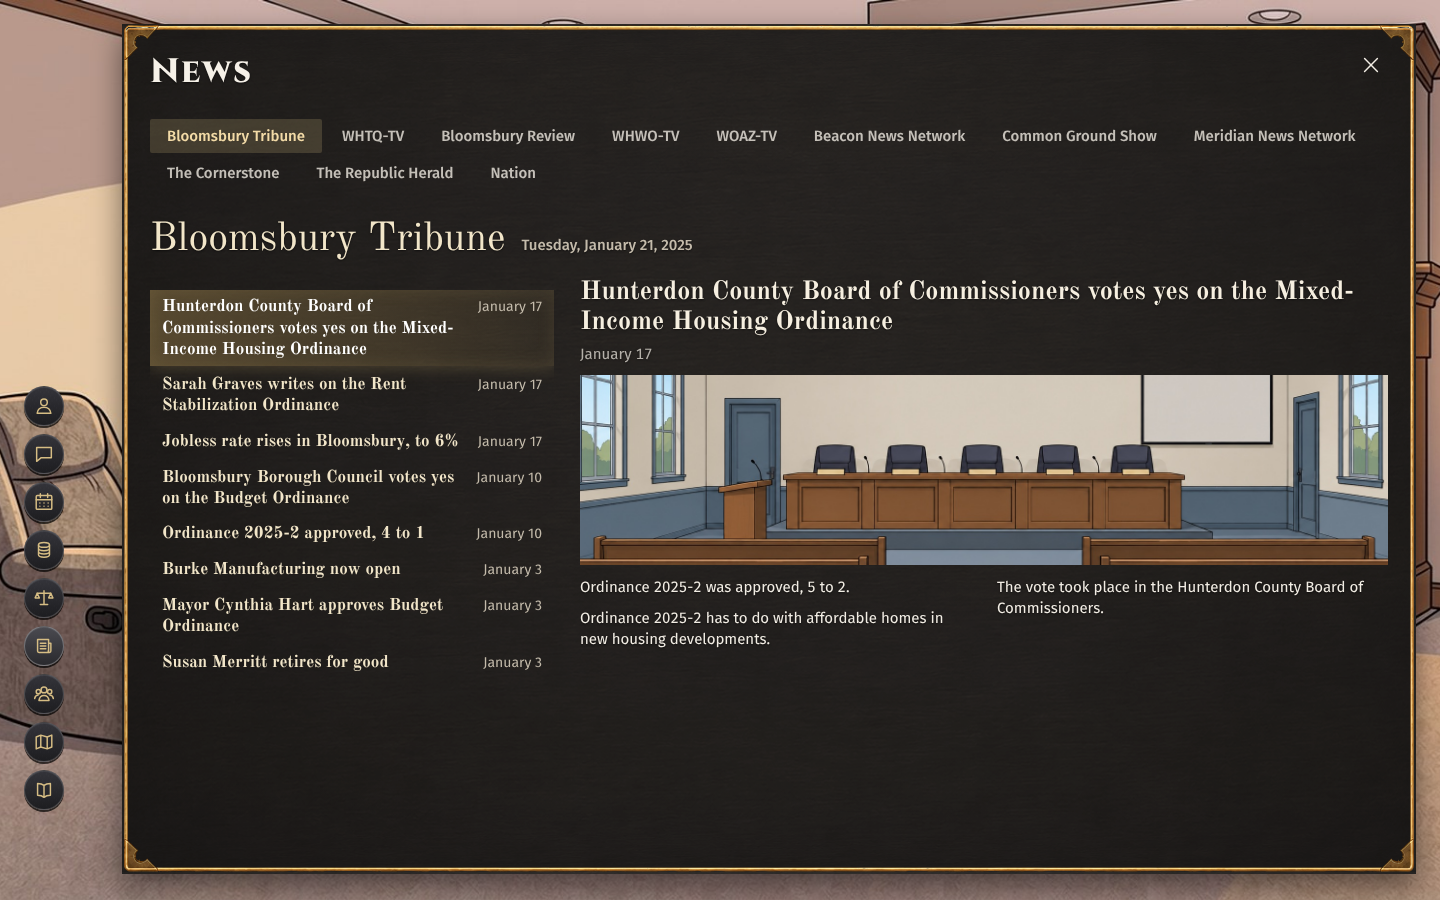 News
Bloomsbury Tribune
WHTQ-TV
Bloomsbury Review
WHWO-TV
WOAZ-TV
Beacon News Network
Common Ground Show
Meridian News Network
The Cornerstone
The Republic Herald
Nation
Bloomsbury Tribune
Tuesday, January 21, 2025
Hunterdon County Board of
Commissioners votes yes on the Mixed-
Income Housing Ordinance
January 17
Sarah Graves writes on the Rent
Stabilization Ordinance
January 17
Jobless rate rises in Bloomsbury, to 6%
January 17
Bloomsbury Borough Council votes yes
on the Budget Ordinance
January 10
Ordinance 2025-2 approved, 4 to 1
January 10
Burke Manufacturing now open
January 3
Mayor Cynthia Hart approves Budget
Ordinance
January 3
Susan Merritt retires for good
January 3
Hunterdon County Board of Commissioners votes yes on the Mixed-
Income Housing Ordinance
January 17
Ordinance 2025-2 was approved, 5 to 2.
Ordinance 2025-2 has to do with affordable homes in
new housing developments.
The vote took place in the Hunterdon County Board of
Commissioners.